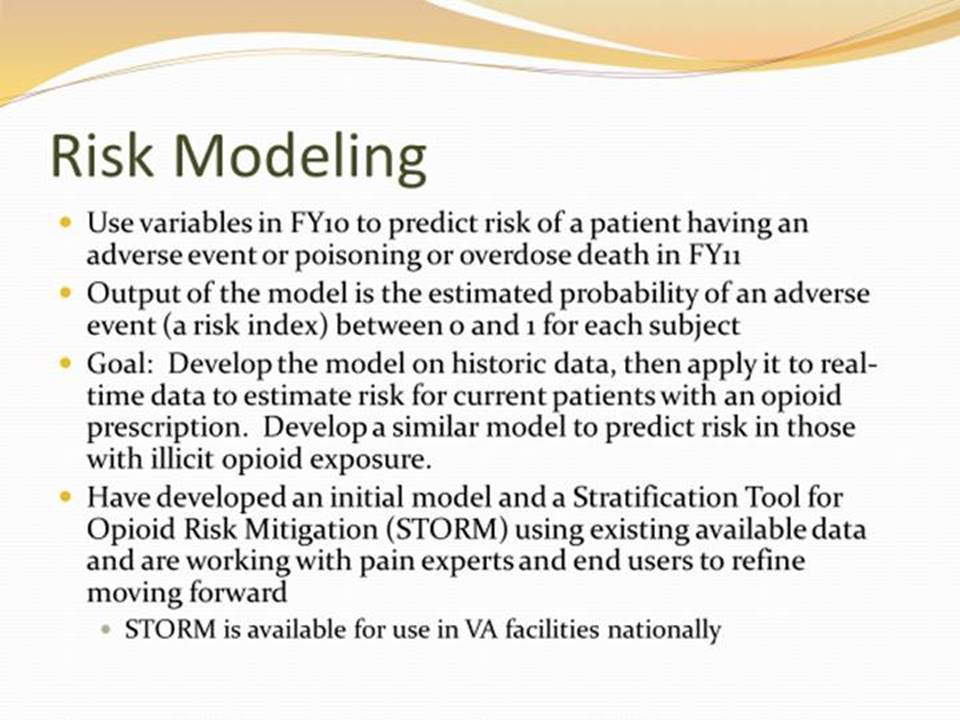 Risk Modeling
• Use variables in FY10 to predict risk of a patient having an
adverse event or poisoning or overdose death in FY11
• Output of the model is the estimated probability of an adverse
event (a risk index) between 0 and 1 for each subject
• Goal:  Develop the model on historic data, then apply it to real-
time data to estimate risk for current patients with an opioid
prescription.  Develop a similar model to predict risk in those
with illicit opioid exposure.
• Have developed an initial model and a Stratification Tool for
Opioid Risk Mitigation (STORM) using existing available data
and are working with pain experts and end users to refine
moving forward
• STORM is available for use in VA facilities nationally